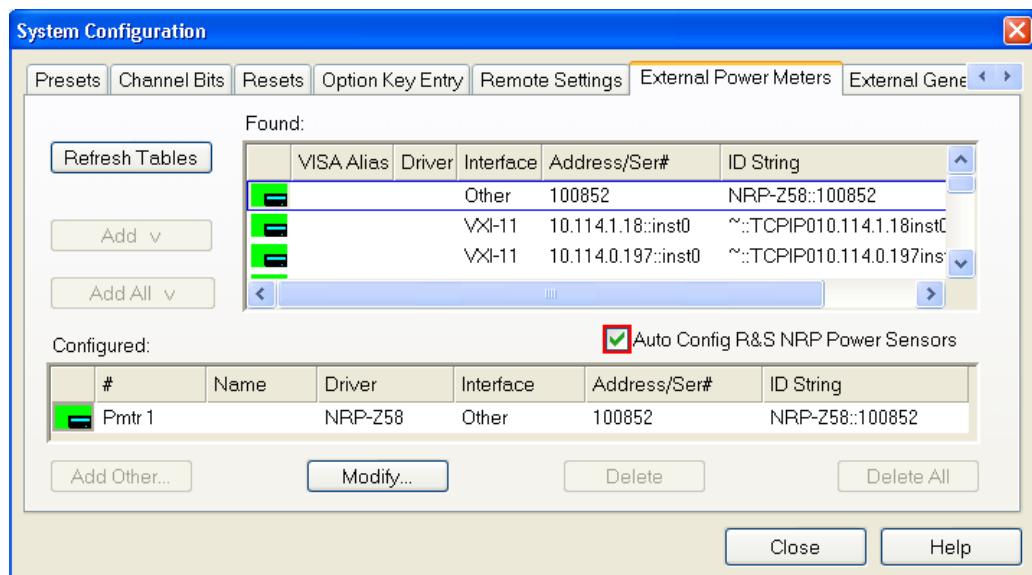 System Configuration
Presets Channel Bits Resets Option Key Entry Remote Settings External Power Meters External Gene
Found:
Refresh Tables
VISA Alias Driver Interface Address/Ser# ID String
Other 100852 NRP-Z58::100852
VXI-11 10.114.1.18::inst0 ~::TCPIP010.114.1.18inst0
VXI-11 10.114.0.197::inst0 ~::TCPIP010.114.0.197ins
Add v
Add All v
Auto Config R&S NRP Power Sensors
Configured:
# Name Driver Interface Address/Ser# ID String
Pmtr 1 NRP-Z58 Other 100852 NRP-Z58::100852
Add Other... Modify... Delete Delete All
Close Help